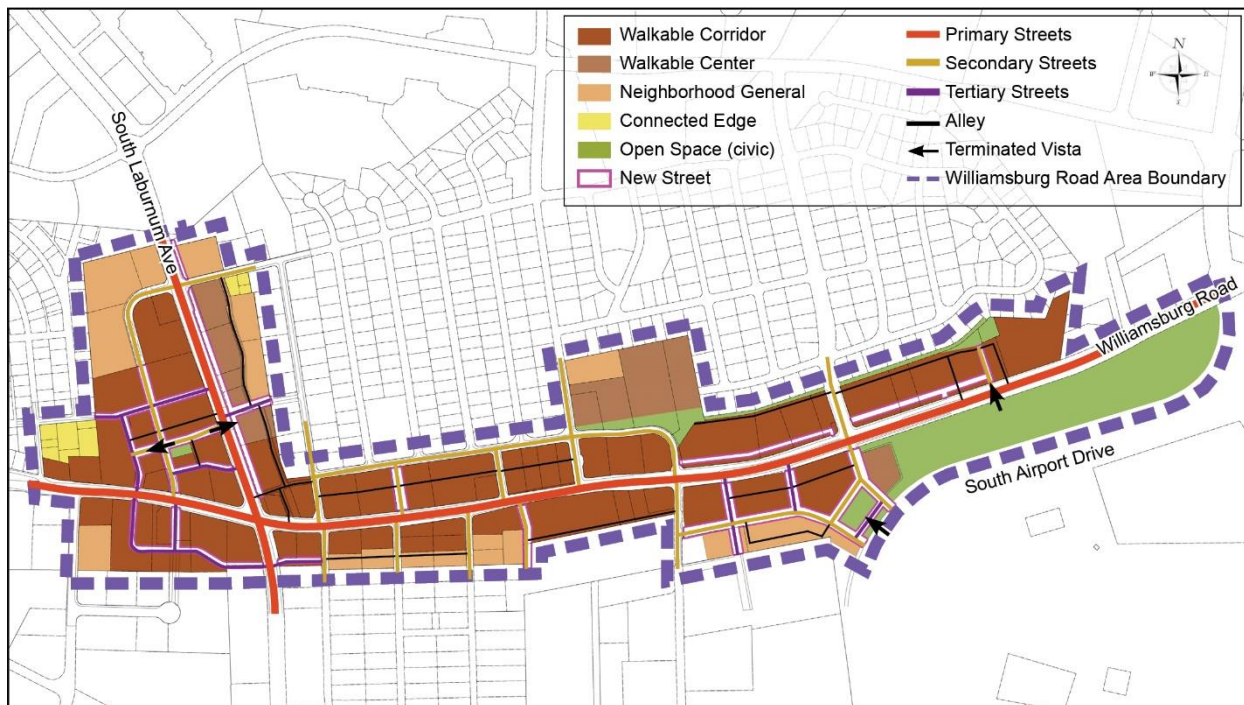 Walkable Corridor
Walkable Center
Neighborhood General
Connected Edge
Open Space (civic)
New Street
Primary Streets
Secondary Streets
Tertiary Streets
Alley
Terminated Vista
Williamsburg Road Area Boundary
N
W
E
S
South Laburnum Ave
Williamsburg Road
South Airport Drive